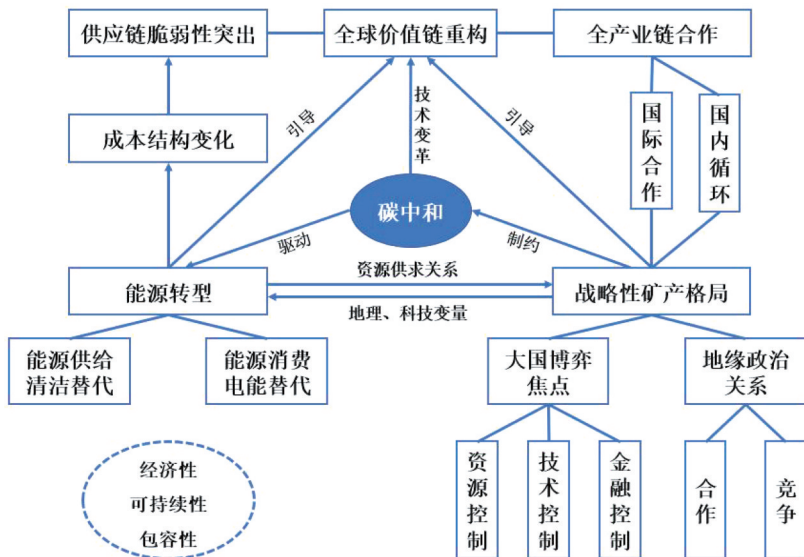 供应链脆弱性突出
全球价值链重构
全产业链合作
引导
技术变革
引导
国际合作
国内循环
成本结构变化
碳中和
驱动
制约
能源转型
资源供求关系
地理、科技变量
战略性矿产格局
能源供给
清洁替代
能源消费
电能替代
大国博弈
焦点
地缘政治
关系
经济性
可持续性
包容性
资源控制
技术控制
金融控制
合作
竞争